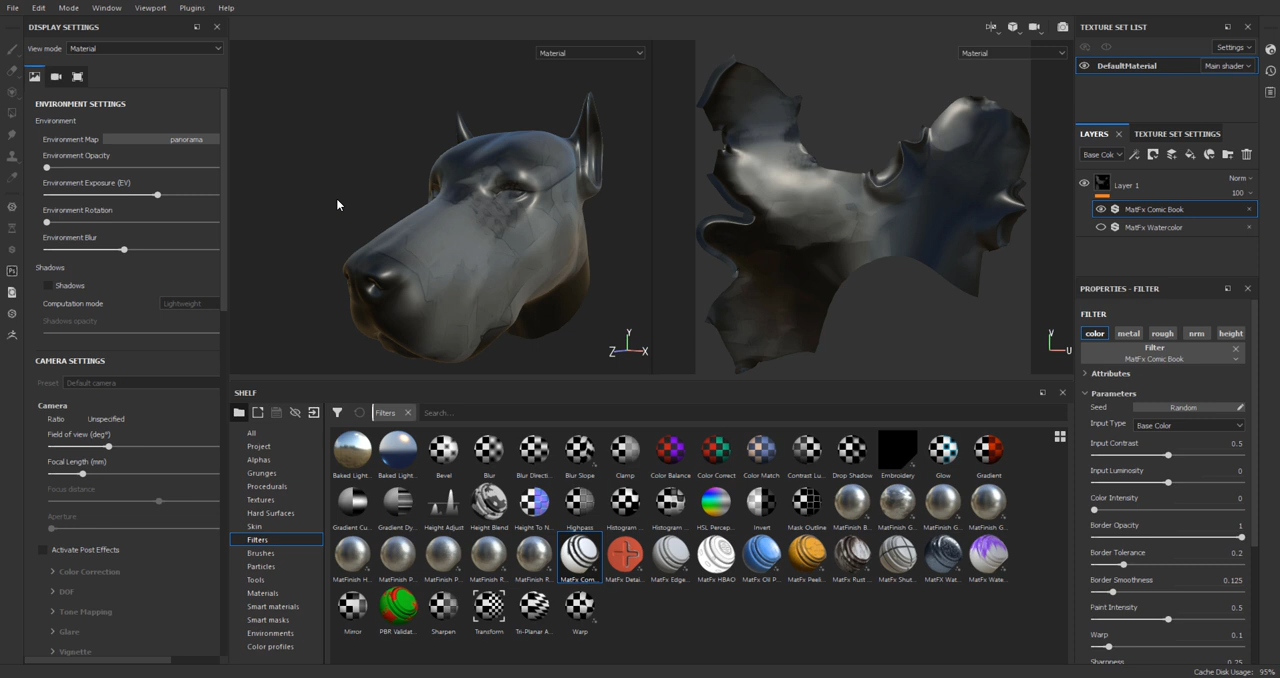 File Edit Mode Window Viewport Plugins Help
DISPLAY SETTINGS
View mode Material
ENVIRONMENT SETTINGS
Environment
Environment Map panorama
Environment Opacity
Environment Exposure (EV)
Environment Rotation
Environment Blur
Shadows
Shadows
Computation mode Lightweight
Shadows opacity
CAMERA SETTINGS
Preset Default camera
Camera
Ratio Unspecified
Field of view (deg°)
Focal Length (mm)
Focus distance
Aperture
Activate Post Effects
Color Correction
DOF
Tone Mapping
Glare
Vignette
Material
Y
Z X
Material
V
U
SHELF
Filters
Search...
All
Project
Alphas
Grunges
Procedurals
Textures
Hard Surfaces
Skin
Filters
Brushes
Particles
Tools
Materials
Smart materials
Smart masks
Environments
Color profiles
Baked Light... Baked Light... Bevel Blur Blur Directi... Blur Slope Clamp Color Balance Color Correct Color Match Contrast Lu... Drop Shadow Embroidery Glow Gradient
Gradient Cu... Gradient Dy... Height Adjust Height Blend Height To N... Highpass Histogram ... Histogram ... HSL Percep... Invert Mask Outline MatFinish B... MatFinish G... MatFinish G... MatFinish G...
MatFinish H... MatFinish P... MatFinish P... MatFinish R... MatFinish R... MatFx Com... MatFx Detai... MatFx Edge... MatFx HBAO MatFx Oil P... MatFx Peeli... MatFx Rust ... MatFx Shut... MatFX Wat... MatFx Wate...
Mirror PBR Validat... Sharpen Transform Tri-Planar A... Warp
TEXTURE SET LIST
Settings
DefaultMaterial Main shader
LAYERS TEXTURE SET SETTINGS
Base Col
Layer 1 Norm
100
MatFx Comic Book
MatFx Watercolor
PROPERTIES - FILTER
FILTER
color metal rough nrm height
Filter
MatFx Comic Book
Attributes
Parameters
Seed Random
Input Type Base Color
Input Contrast 0.5
Input Luminosity 0
Color Intensity 0
Border Opacity 1
Border Tolerance 0.2
Border Smoothness 0.125
Paint Intensity 0.5
Warp 0.1
Sharpness 0.25
Cache Disk Usage: 95%
Ps